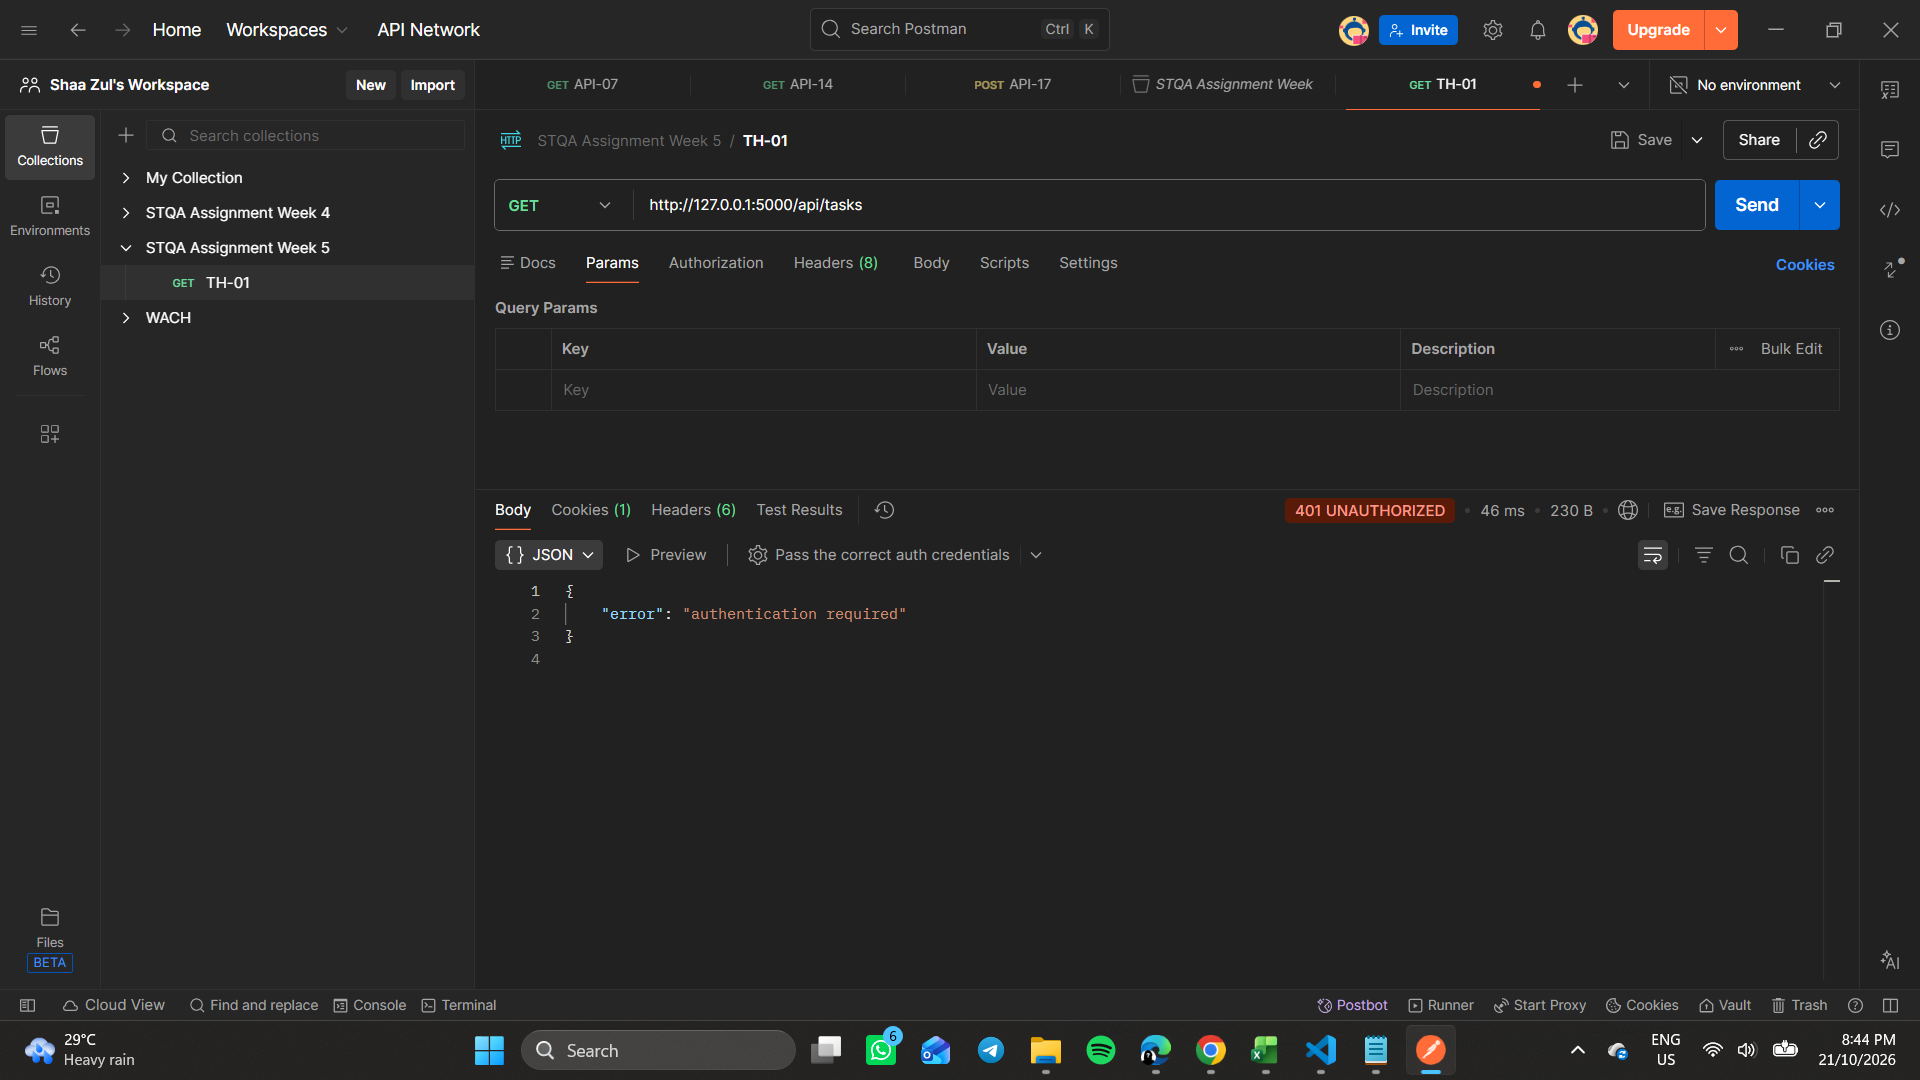 Home Workspaces API Network
Search Postman Ctrl K
Invite
Upgrade
Shaa Zul's Workspace New Import
GET API-07 GET API-14 POST API-17 STQA Assignment Week GET TH-01
No environment
Collections
Environments
History
Flows
Files
BETA
Search collections
My Collection
STQA Assignment Week 4
STQA Assignment Week 5
GET TH-01
WACH
HTTP STQA Assignment Week 5 / TH-01
Save Share
GET http://127.0.0.1:5000/api/tasks Send
Docs Params Authorization Headers (8) Body Scripts Settings Cookies
Query Params
Key Value Description Bulk Edit
Key Value Description
Body Cookies (1) Headers (6) Test Results
401 UNAUTHORIZED • 46 ms • 230 B • e.g. Save Response
{} JSON Preview Pass the correct auth credentials
1 {
2 "error": "authentication required"
3 }
4
AI
Cloud View Find and replace Console Terminal
Postbot Runner Start Proxy Cookies Vault Trash
29°C
Heavy rain
Search
6
ENG
US
8:44 PM
21/10/2026